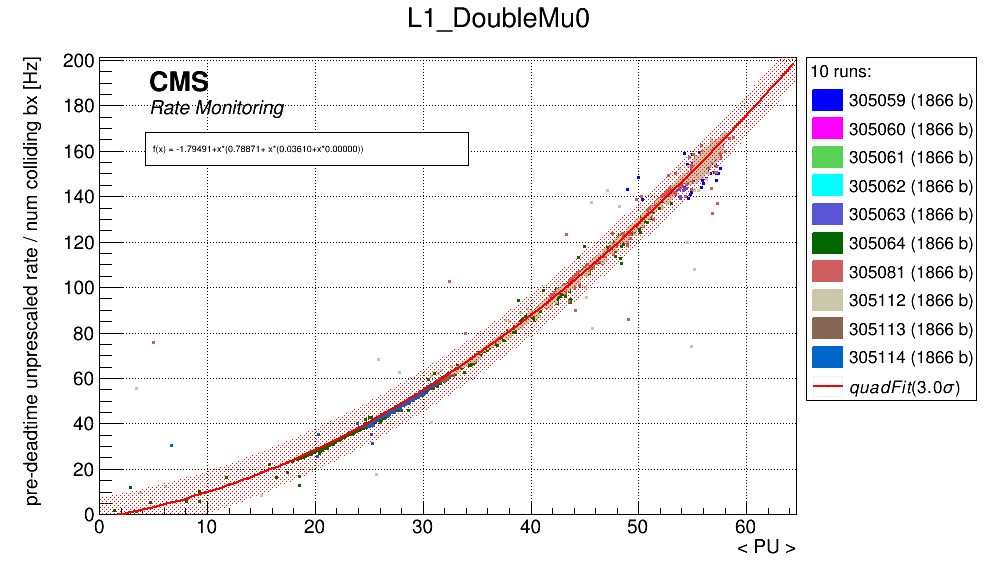 L1_DoubleMu0
pre-deadtime unprescaled rate / num colliding bx [Hz]
200
180
160
140
120
100
80
60
40
20
0
CMS
Rate Monitoring
f(x) = -1.79491+x*(0.78871+ x*(0.03610+x*0.00000))
0 10 20 30 40 50 60
< PU >
10 runs:
305059 (1866 b)
305060 (1866 b)
305061 (1866 b)
305062 (1866 b)
305063 (1866 b)
305064 (1866 b)
305081 (1866 b)
305112 (1866 b)
305113 (1866 b)
305114 (1866 b)
quadFit(3.0σ)